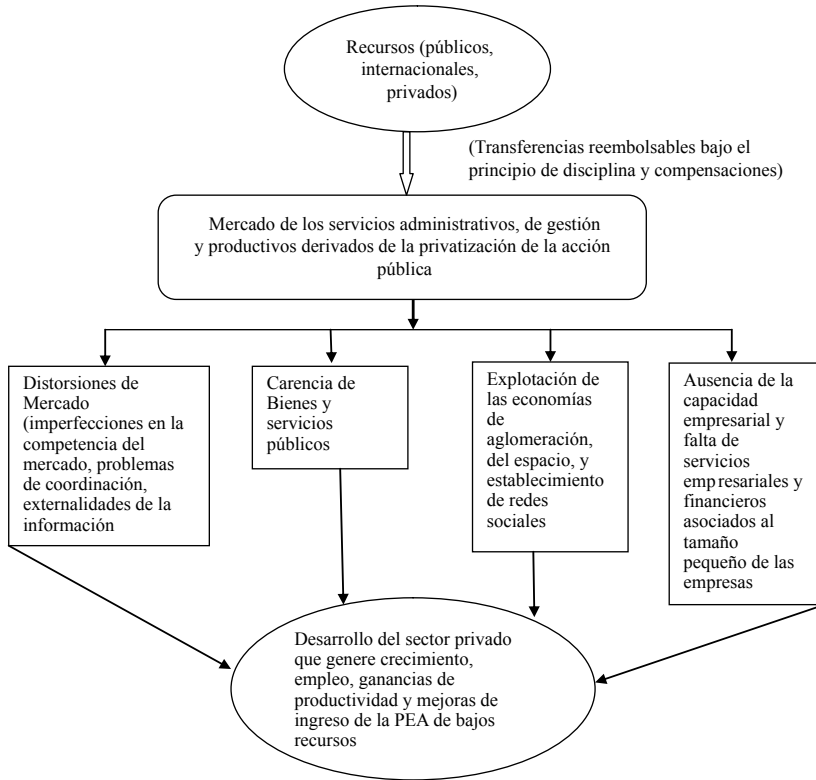 Recursos (públicos,
internacionales,
privados)
(Transferencias reembolsables bajo el
principio de disciplina y compensaciones)
Mercado de los servicios administrativos, de gestión
y productivos derivados de la privatización de la acción
pública
Distorsiones de
Mercado
(imperfecciones en la
competencia del
mercado, problemas
de coordinación,
externalidades de la
información
Carencia de
Bienes y
servicios
públicos
Explotación de
las economías
de
aglomeración,
del espacio, y
establecimiento
de redes
sociales
Ausencia de la
capacidad
empresarial y
falta de
servicios
empresariales y
financieros
asociados al
tamaño
pequeño de las
empresas
Desarrollo del sector privado
que genere crecimiento,
empleo, ganancias de
productividad y mejoras de
ingreso de la PEA de bajos
recursos